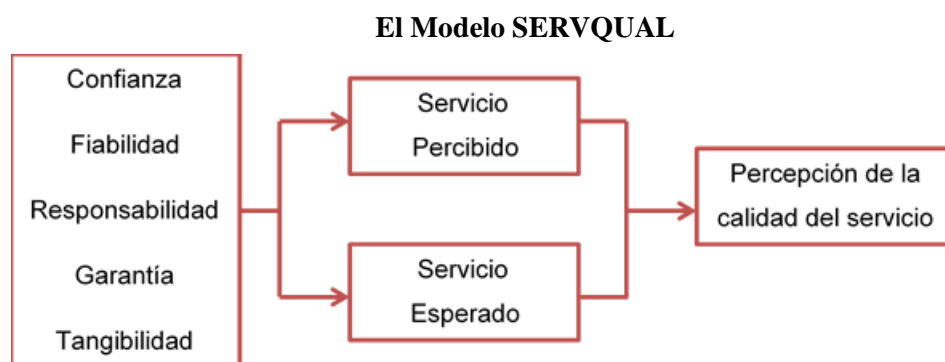 El Modelo SERVQUAL
Confianza
Fiabilidad
Responsabilidad
Garantía
Tangibilidad
Servicio
Percibido
Servicio
Esperado
Percepción de la
calidad del servicio